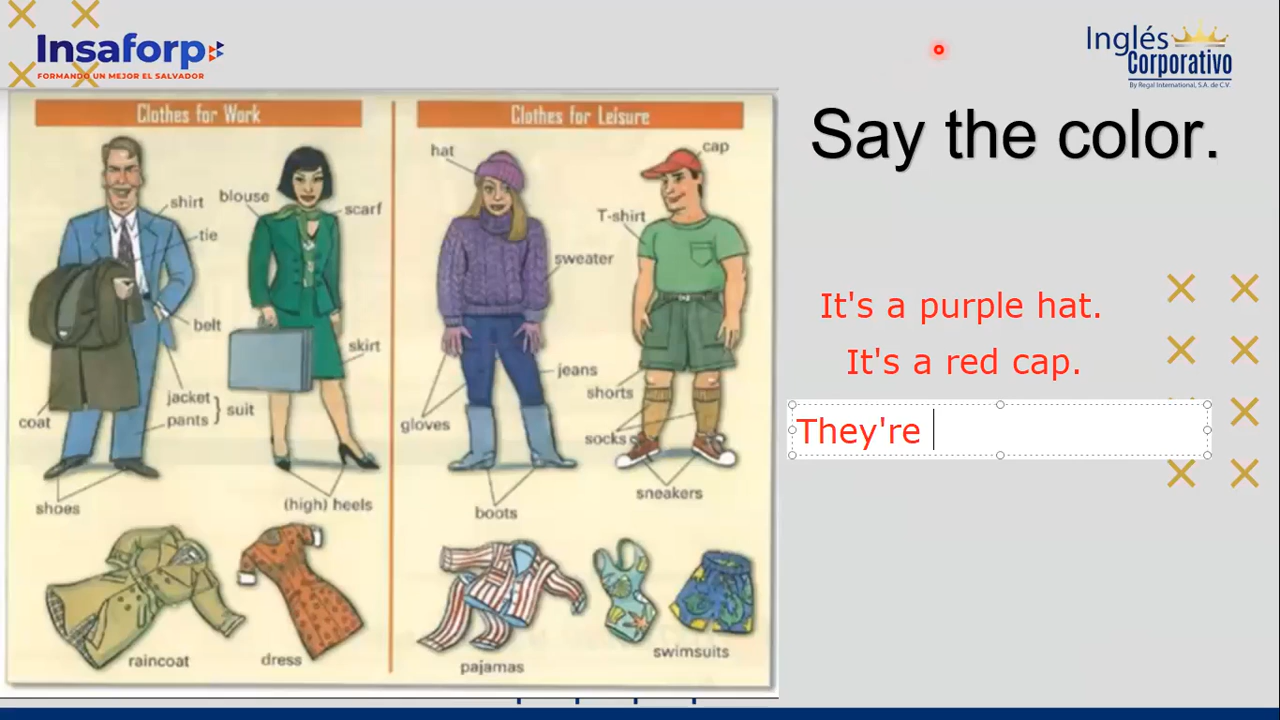 Insaforp
FORMANDO UN MEJOR EL SALVADOR
Inglés
Corporativo
By Regal International, S.A. de C.V.
Clothes for Work
Clothes for Leisure
Say the color.
shirt
blouse
scarf
tie
belt
skirt
jacket
pants
suit
coat
shoes
(high) heels
raincoat
dress
hat
cap
T-shirt
sweater
jeans
shorts
gloves
socks
sneakers
boots
pajamas
swimsuits
It's a purple hat.
It's a red cap.
They're